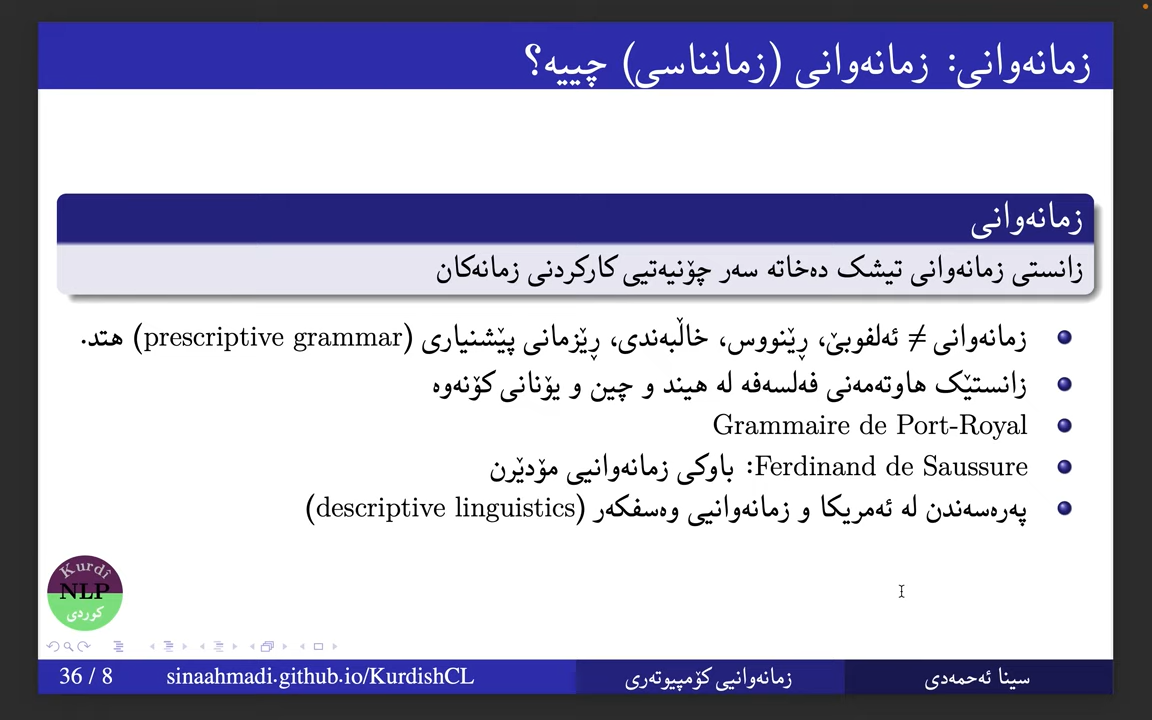 زمانەوانی: زمانەوانی (زمانناسی) چییە؟
زمانەوانی
زانستی زمانەوانی تیشک دەخاتە سەر چۆنیەتیی کارکردنی زمانەکان
زمانەوانی ≠ ئەلفوبێ، ڕێنووس، خاڵبەندی، ڕێزمانی پێشنیاری (prescriptive grammar) هتد.
زانستێک هاوتەمەنی فەلسەفە لە هیند و چین و یۆنانی کۆنەوە
Grammaire de Port-Royal
Ferdinand de Saussure: باوکی زمانەوانیی مۆدێرن
پەرەسەندن لە ئەمریکا و زمانەوانیی وەسفکەر (descriptive linguistics)
Kurdî
NLP
کوردی
سینا ئەحمەدی
زمانەوانیی کۆمپیوتەری
sinaahmadi.github.io/KurdishCL
36 / 8